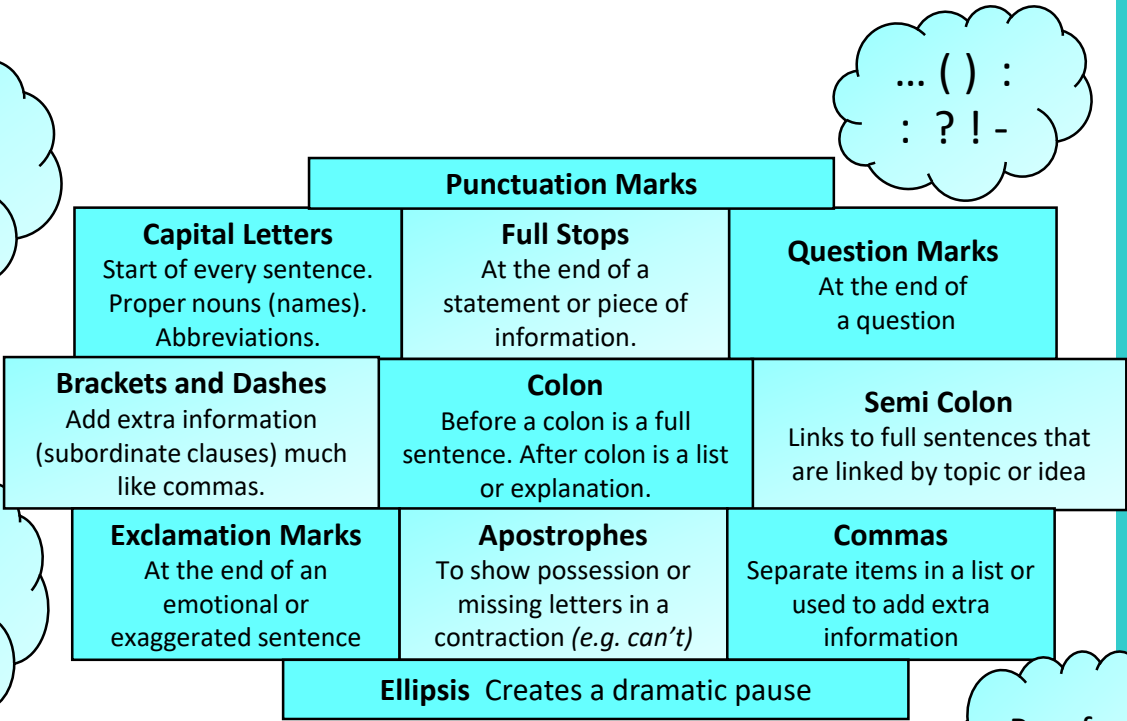 ... ( ) :
: ? ! -
Punctuation Marks
Capital Letters
Start of every sentence.
Proper nouns (names).
Abbreviations.
Full Stops
At the end of a
statement or piece of
information.
Question Marks
At the end of
a question
Brackets and Dashes
Add extra information
(subordinate clauses) much
like commas.
Colon
Before a colon is a full
sentence. After colon is a list
or explanation.
Semi Colon
Links to full sentences that
are linked by topic or idea
Exclamation Marks
At the end of an
emotional or
exaggerated sentence
Apostrophes
To show possession or
missing letters in a
contraction (e.g. can’t)
Commas
Separate items in a list or
used to add extra
information
Ellipsis Creates a dramatic pause